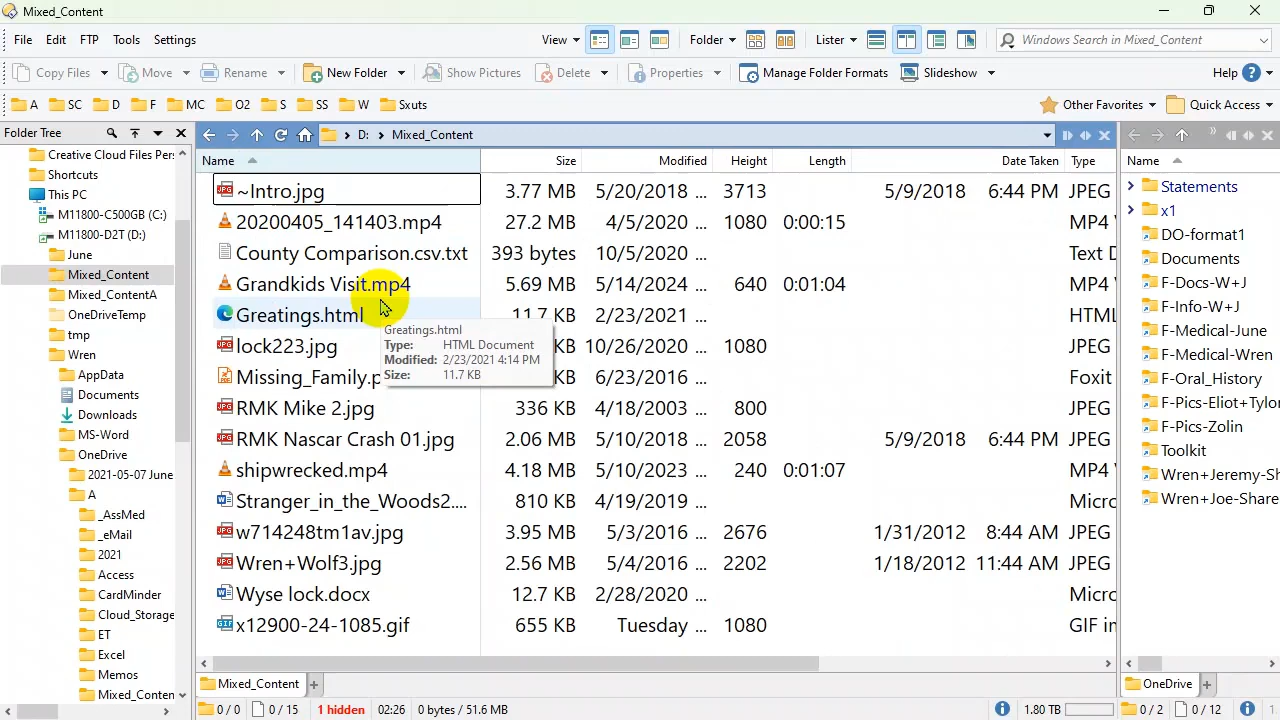 Mixed_Content
File Edit FTP Tools Settings View Folder Lister Windows Search in Mixed_Content
Copy Files Move Rename New Folder Show Pictures Delete Properties Manage Folder Formats Slideshow Help
A SC D F MC O2 S SS W Sxuts Other Favorites Quick Access
Folder Tree
Creative Cloud Files Per
Shortcuts
This PC
M11800-C500GB (C:)
M11800-D2T (D:)
June
Mixed_Content
Mixed_ContentA
OneDriveTemp
tmp
Wren
AppData
Documents
Downloads
MS-Word
OneDrive
2021-05-07 June
A
_AssMed
_eMail
2021
Access
CardMinder
Cloud_Storage
ET
Excel
Memos
Mixed_Conten
D: Mixed_Content
Name Size Modified Height Length Date Taken Type
~Intro.jpg 3.77 MB 5/20/2018 ... 3713 5/9/2018 6:44 PM JPEG
20200405_141403.mp4 27.2 MB 4/5/2020 ... 1080 0:00:15 MP4
County Comparison.csv.txt 393 bytes 10/5/2020 ... Text D
Grandkids Visit.mp4 5.69 MB 5/14/2024 ... 640 0:01:04 MP4
Greatings.html 11.7 KB 2/23/2021 ... HTML
lock223.jpg KB 10/26/2020 ... 1080 JPEG
Missing_Family.p KB 6/23/2016 ... Foxit
RMK Mike 2.jpg 336 KB 4/18/2003 ... 800 JPEG
RMK Nascar Crash 01.jpg 2.06 MB 5/10/2018 ... 2058 5/9/2018 6:44 PM JPEG
shipwrecked.mp4 4.18 MB 5/10/2023 ... 240 0:01:07 MP4
Stranger_in_the_Woods2.... 810 KB 4/19/2019 ... Micro
w714248tm1av.jpg 3.95 MB 5/3/2016 ... 2676 1/31/2012 8:44 AM JPEG
Wren+Wolf3.jpg 2.56 MB 5/4/2016 ... 2202 1/18/2012 11:44 AM JPEG
Wyse lock.docx 12.7 KB 2/28/2020 ... Micro
x12900-24-1085.gif 655 KB Tuesday ... 1080 GIF
Greatings.html
Type: HTML Document
Modified: 2/23/2021 4:14 PM
Size: 11.7 KB
Name
Statements
x1
DO-format1
Documents
F-Docs-W+J
F-Info-W+J
F-Medical-June
F-Medical-Wren
F-Oral_History
F-Pics-Eliot+Tylo
F-Pics-Zolin
Toolkit
Wren+Jeremy-Sh
Wren+Joe-Share
Mixed_Content
OneDrive
0 / 0 0 / 15 1 hidden 02:26 0 bytes / 51.6 MB 1.80 TB 0 / 2 0 / 12